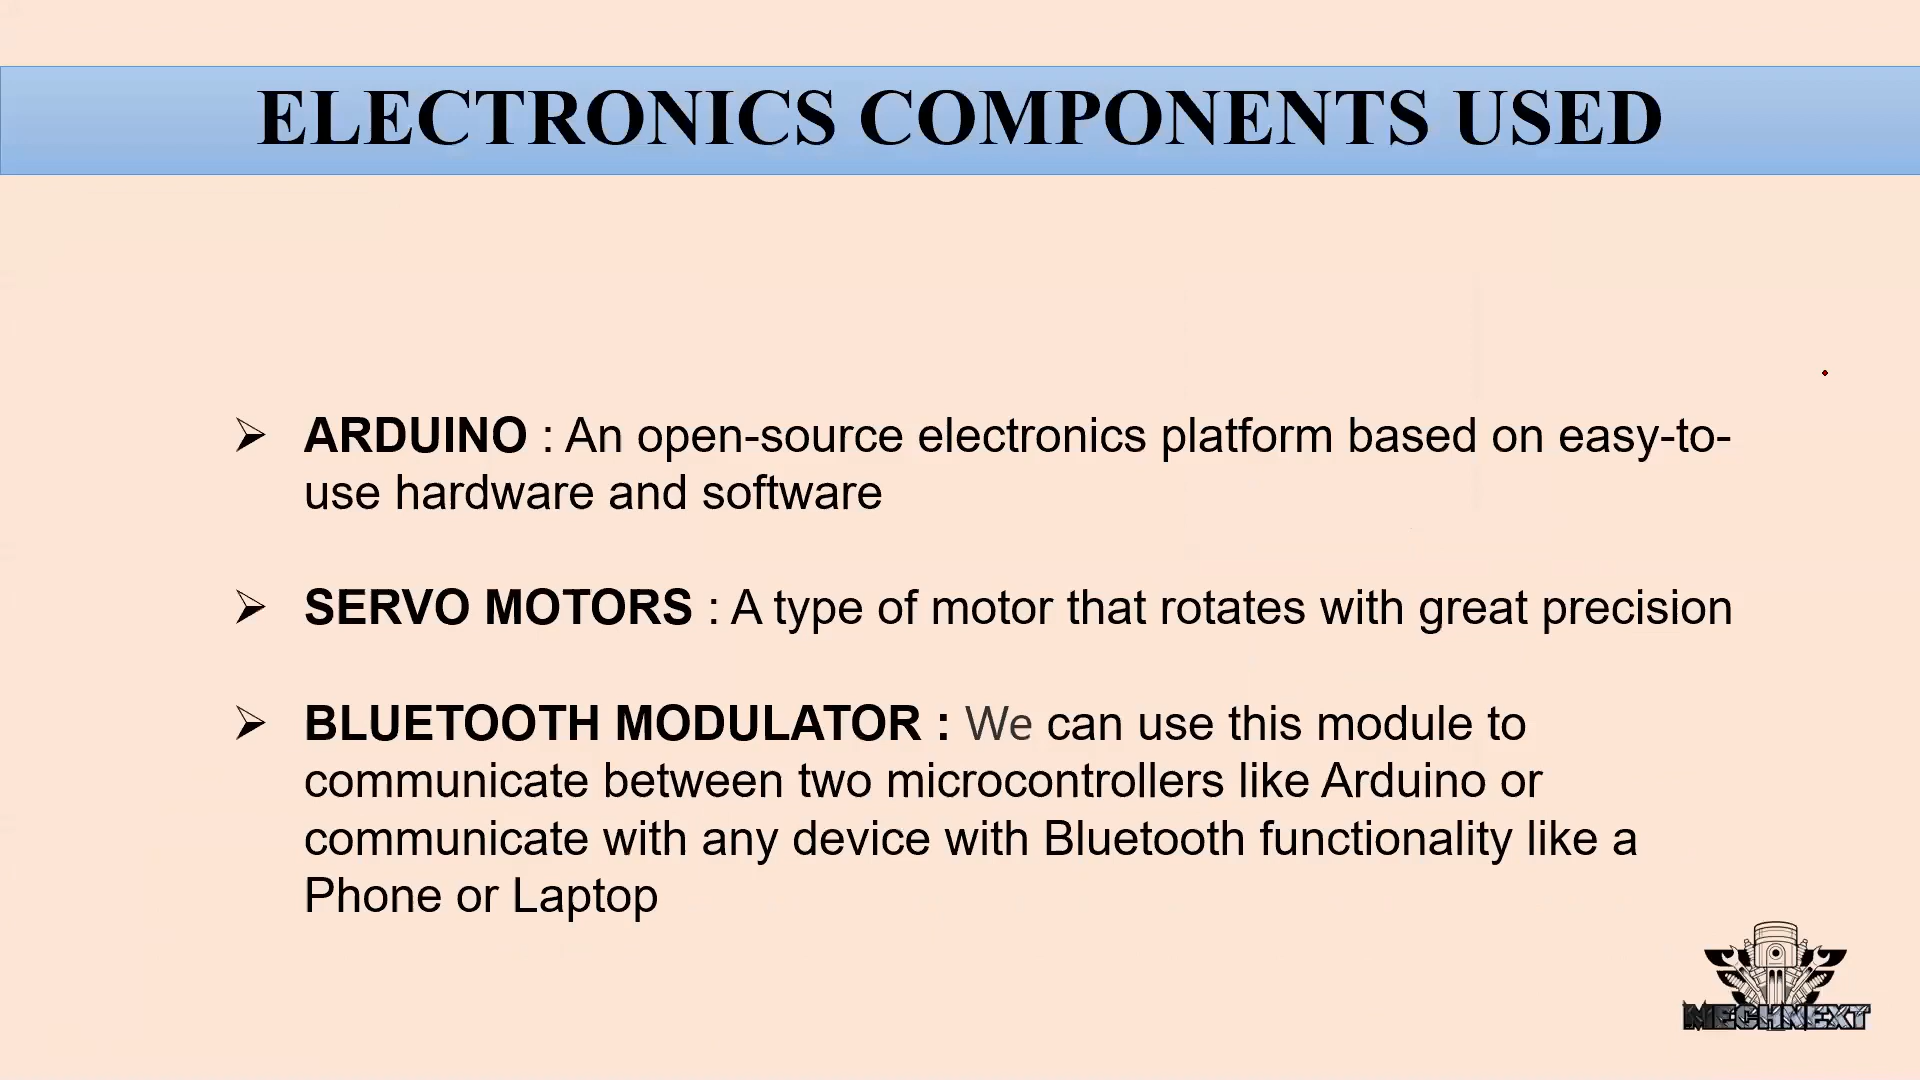 ELECTRONICS COMPONENTS USED
ARDUINO : An open-source electronics platform based on easy-to-
use hardware and software
SERVO MOTORS : A type of motor that rotates with great precision
BLUETOOTH MODULATOR : We can use this module to
communicate between two microcontrollers like Arduino or
communicate with any device with Bluetooth functionality like a
Phone or Laptop
MECHNEXT